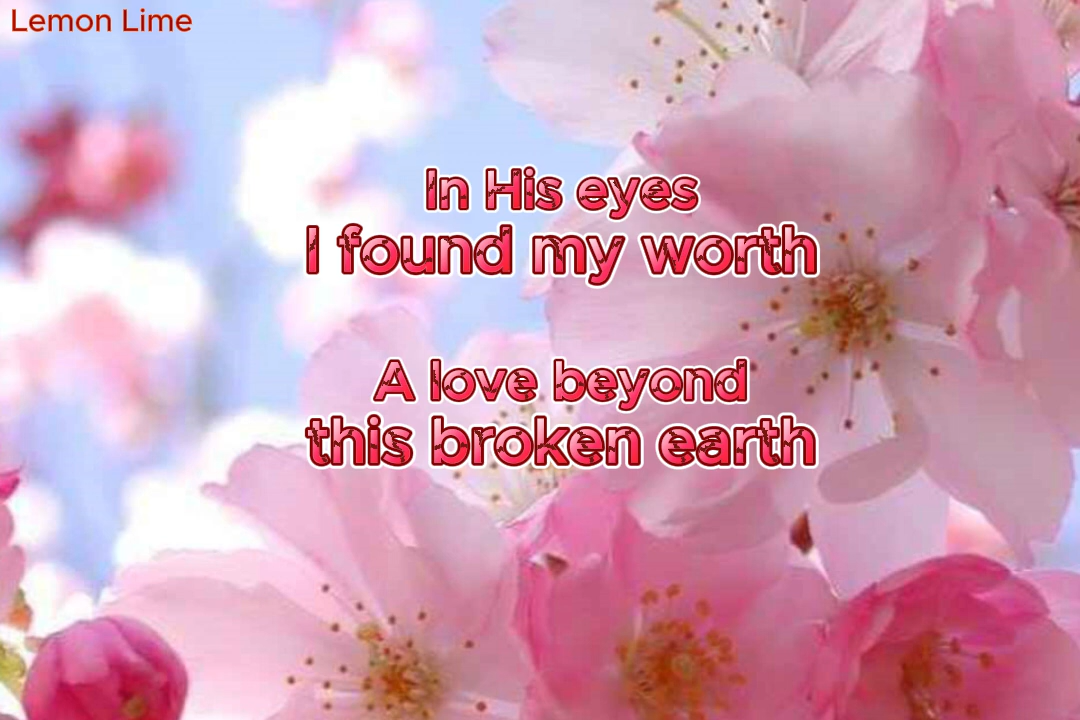 Lemon Lime
In His eyes
I found my worth
A love beyond
this broken earth